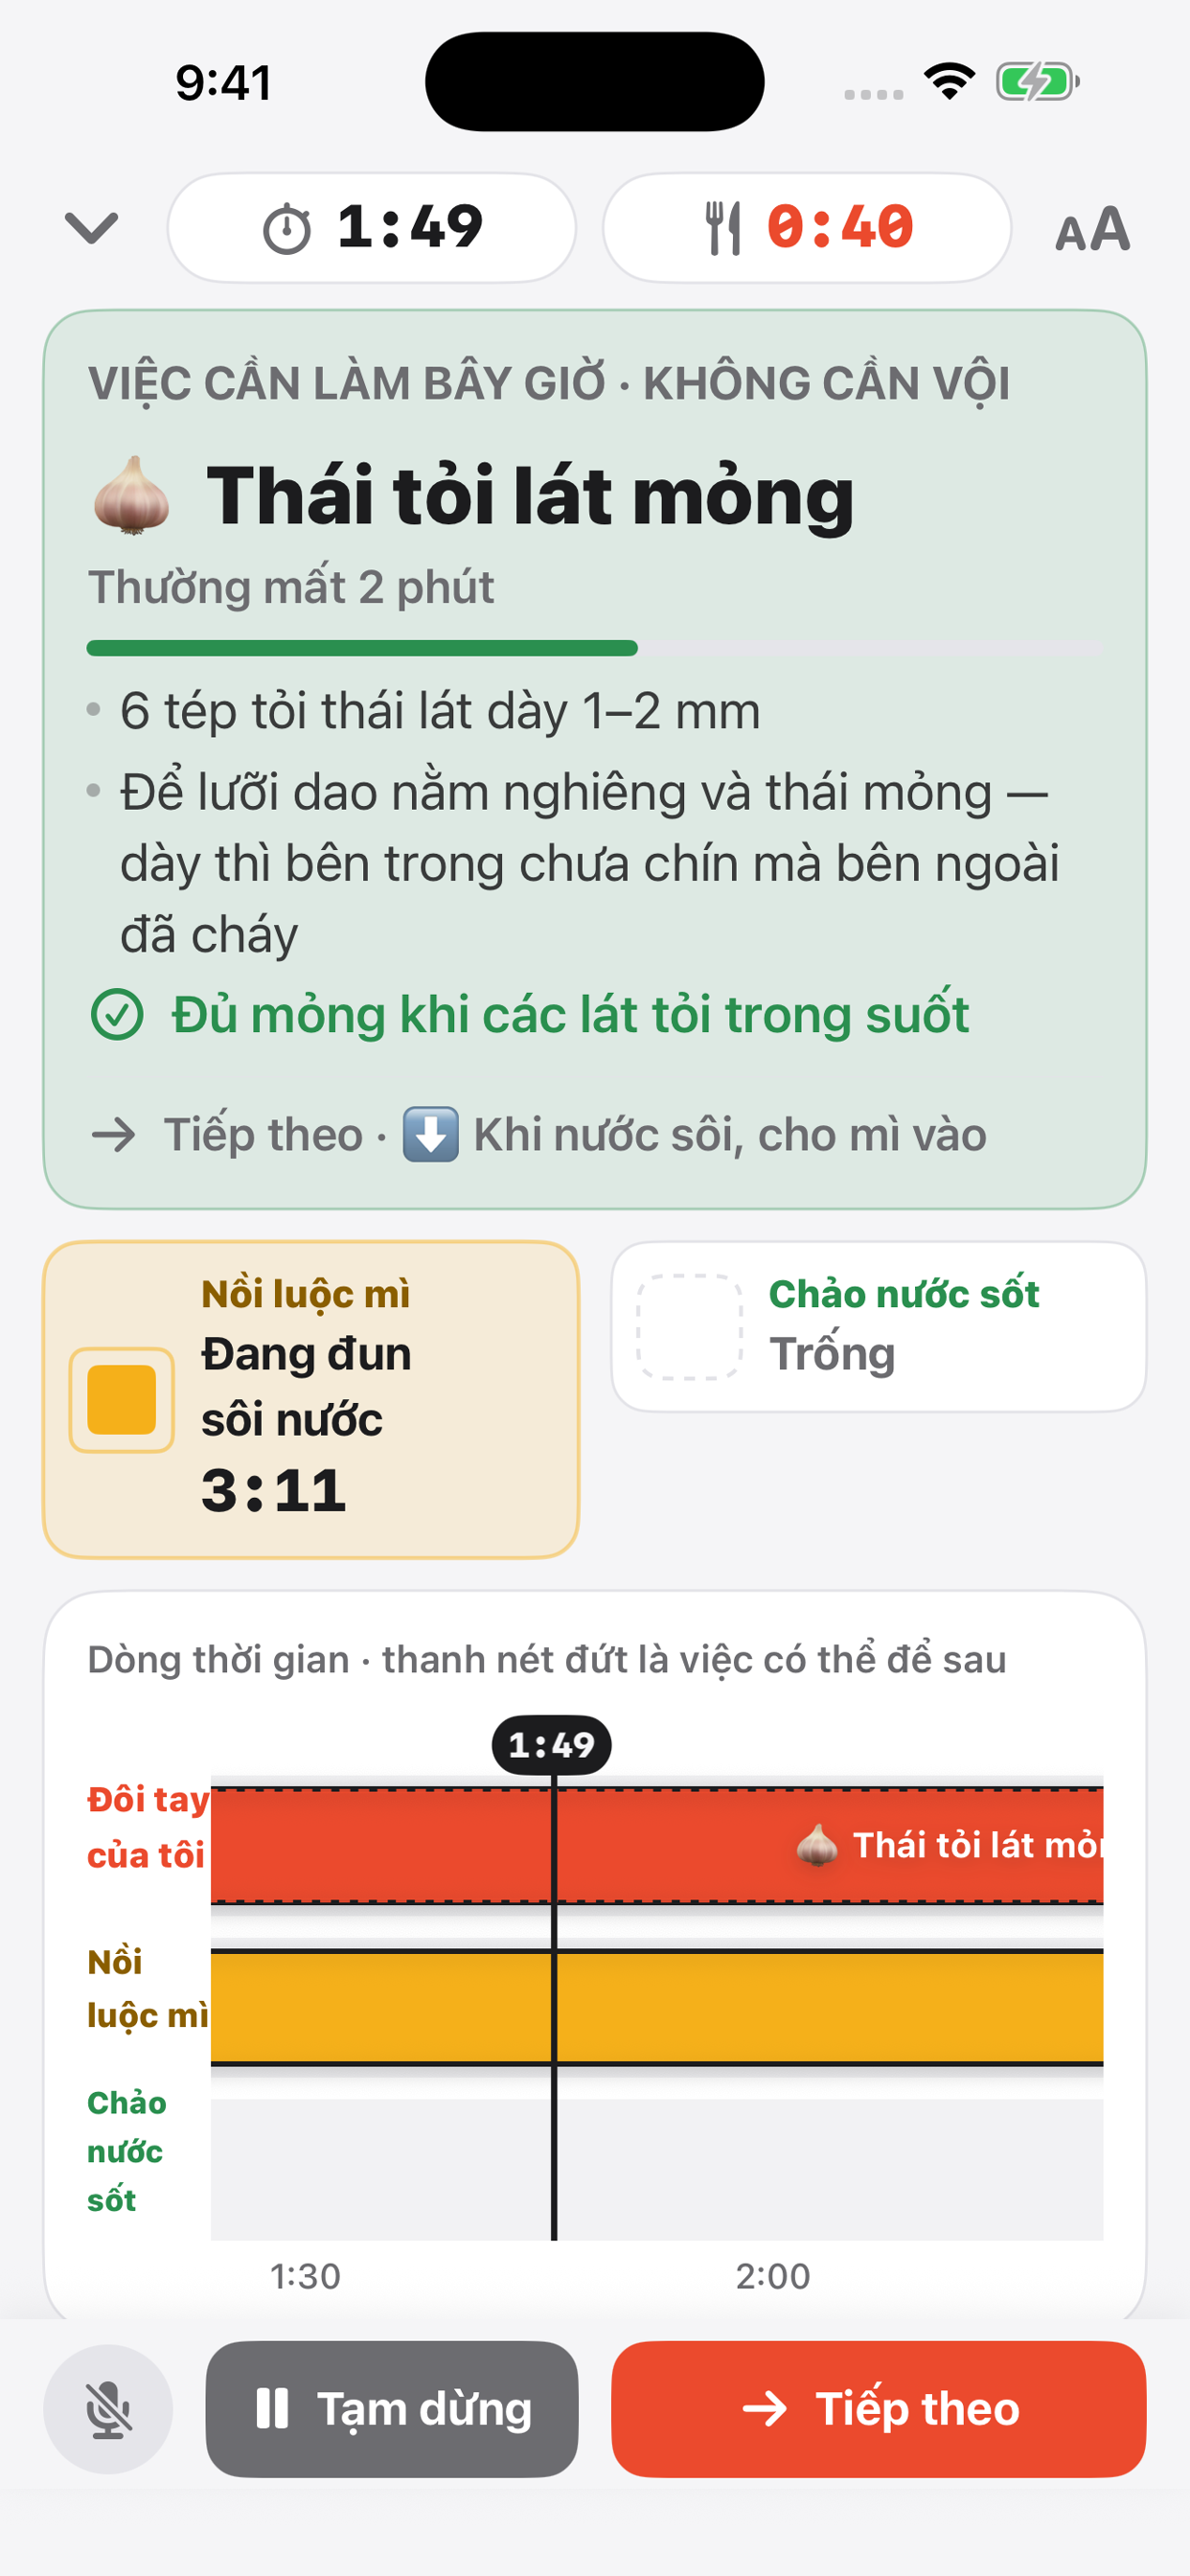 9:41
1:49
0:40
AA
VIỆC CẦN LÀM BÂY GIỜ · KHÔNG CẦN VỘI
Thái tỏi lát mỏng
Thường mất 2 phút
• 6 tép tỏi thái lát dày 1–2 mm
• Để lưỡi dao nằm nghiêng và thái mỏng —
dày thì bên trong chưa chín mà bên ngoài
đã cháy
Đủ mỏng khi các lát tỏi trong suốt
→ Tiếp theo · ⬇️ Khi nước sôi, cho mì vào
Nồi luộc mì
Đang đun
sôi nước
3:11
Chảo nước sốt
Trống
Dòng thời gian · thanh nét đứt là việc có thể để sau
1:49
Đôi tay
của tôi
Thái tỏi lát
Nồi
luộc mì
Chảo
nước
sốt
1:30
2:00
Tạm dừng
→ Tiếp theo